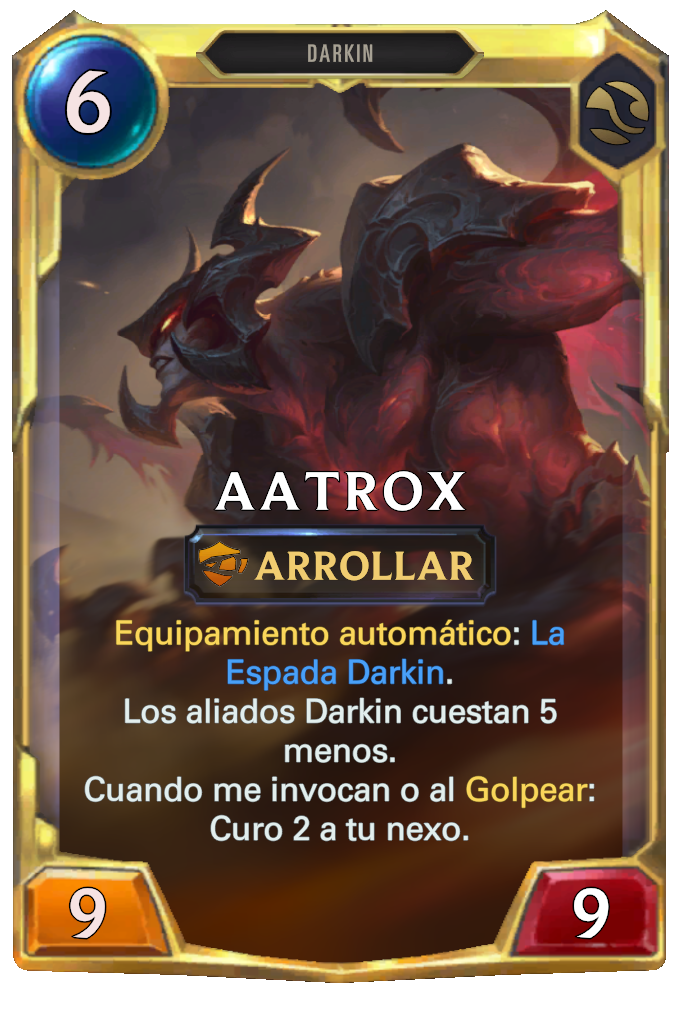 DARKIN
6
AATROX
ARROLLAR
Equipamiento automático: La
Espada Darkin.
Los aliados Darkin cuestan 5
menos.
Cuando me invocan o al Golpear:
Curo 2 a tu nexo.
9
9